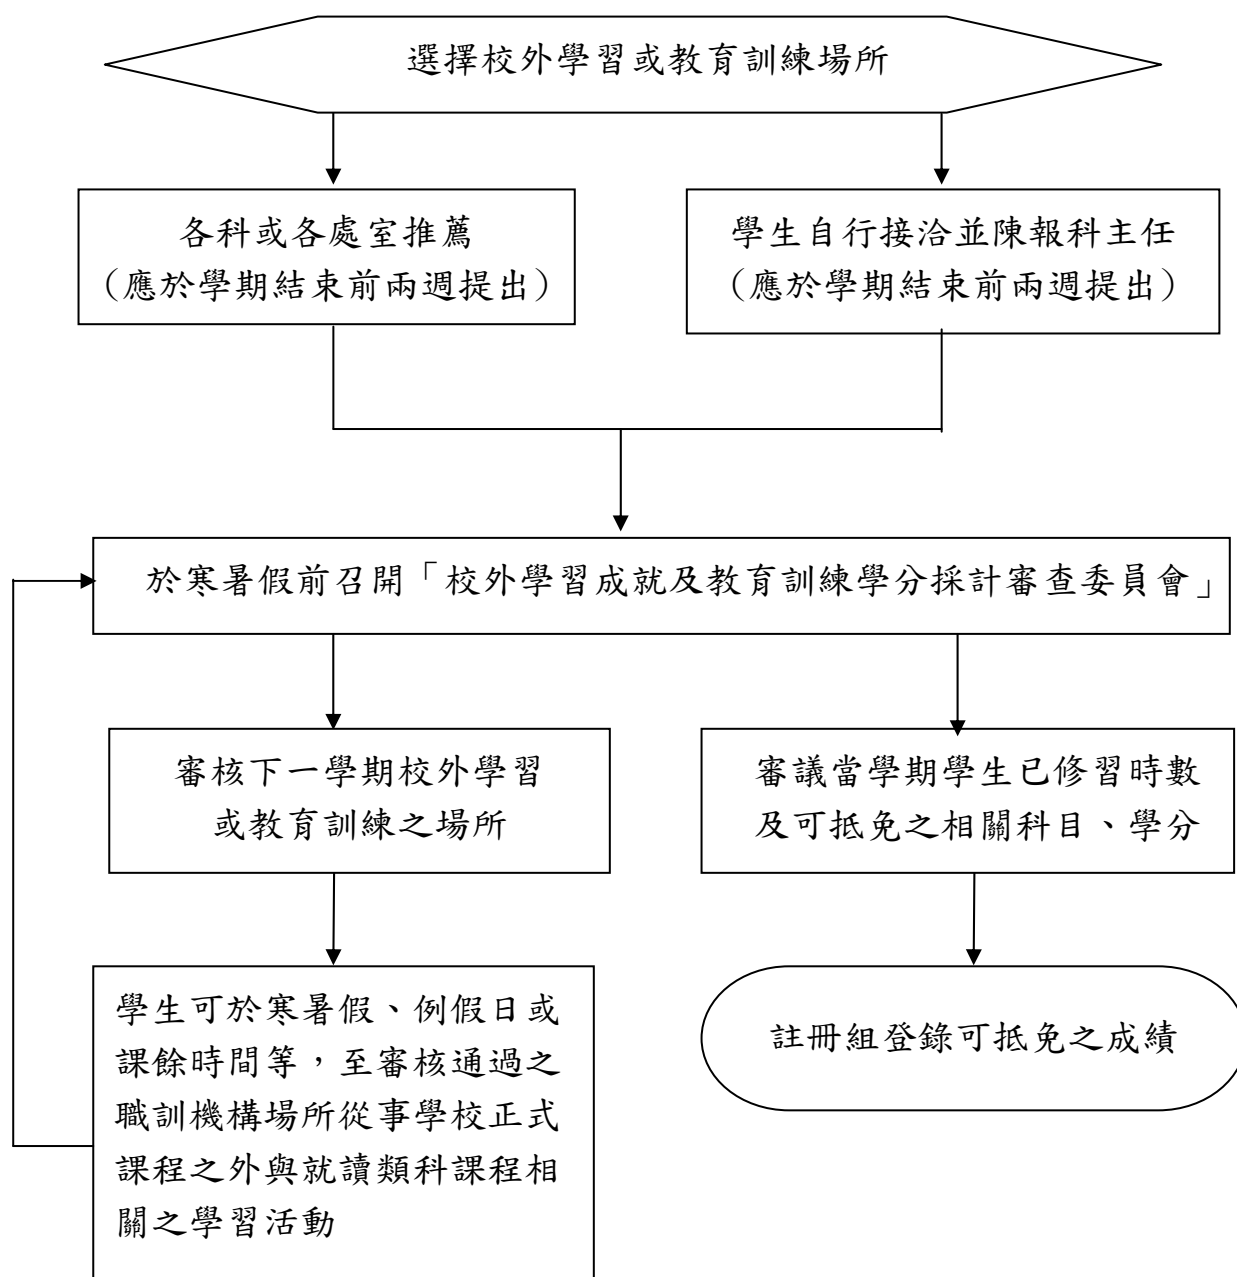 選擇校外學習或教育訓練場所
各科或各處室推薦
（應於學期結束前兩週提出）
學生自行接洽並陳報科主任
（應於學期結束前兩週提出）
於寒暑假前召開「校外學習成就及教育訓練學分採計審查委員會」
審核下一學期校外學習
或教育訓練之場所
審議當學期學生已修習時數
及可抵免之相關科目、學分
學生可於寒暑假、例假日或
課餘時間等，至審核通過之
職訓機構場所從事學校正式
課程之外與就讀類科課程相
關之學習活動
註冊組登錄可抵免之成績